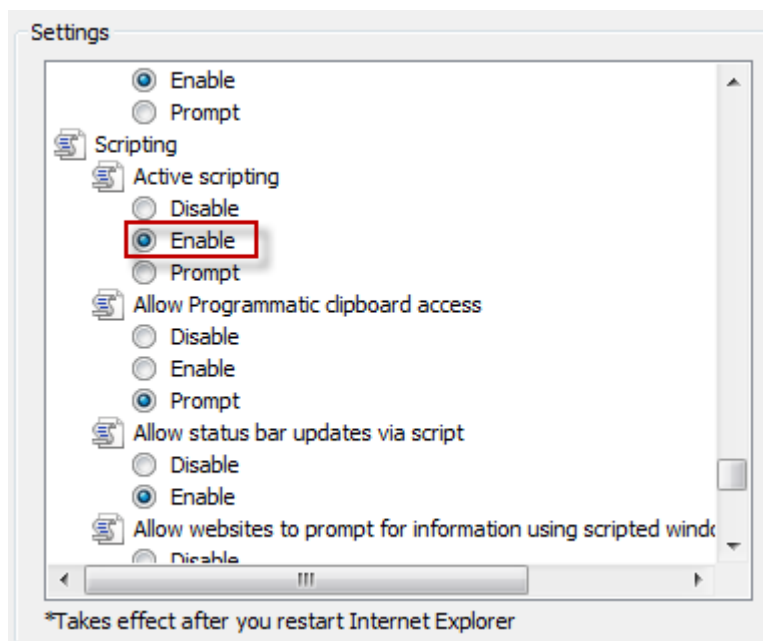 Settings
Enable
Prompt
Scripting
Active scripting
Disable
Enable
Prompt
Allow Programmatic clipboard access
Disable
Enable
Prompt
Allow status bar updates via script
Disable
Enable
Allow websites to prompt for information using scripted
Disable
*Takes effect after you restart Internet Explorer